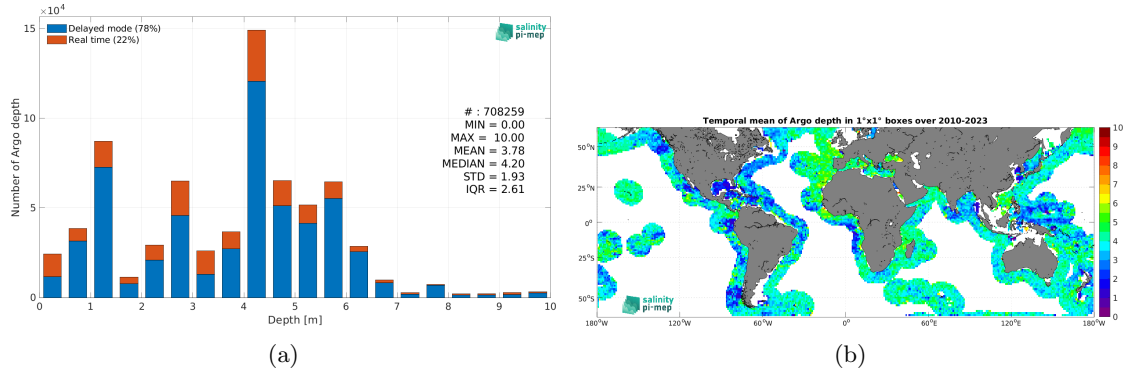 ×10⁴
15
10
5
0
Number of Argo depth
Delayed mode (78%)
Real time (22%)
salinity
pi-mep
# : 708259
MIN = 0.00
MAX = 10.00
MEAN = 3.78
MEDIAN = 4.20
STD = 1.93
IQR = 2.61
0 1 2 3 4 5 6 7 8 9 10
Depth [m]
(a)
Temporal mean of Argo depth in 1°x1° boxes over 2010-2023
50°N
25°N
0°
25°S
50°S
salinity
pi-mep
180°W 120°W 60°W 0° 60°E 120°E 180°W
10
9
8
7
6
5
4
3
2
1
0
(b)